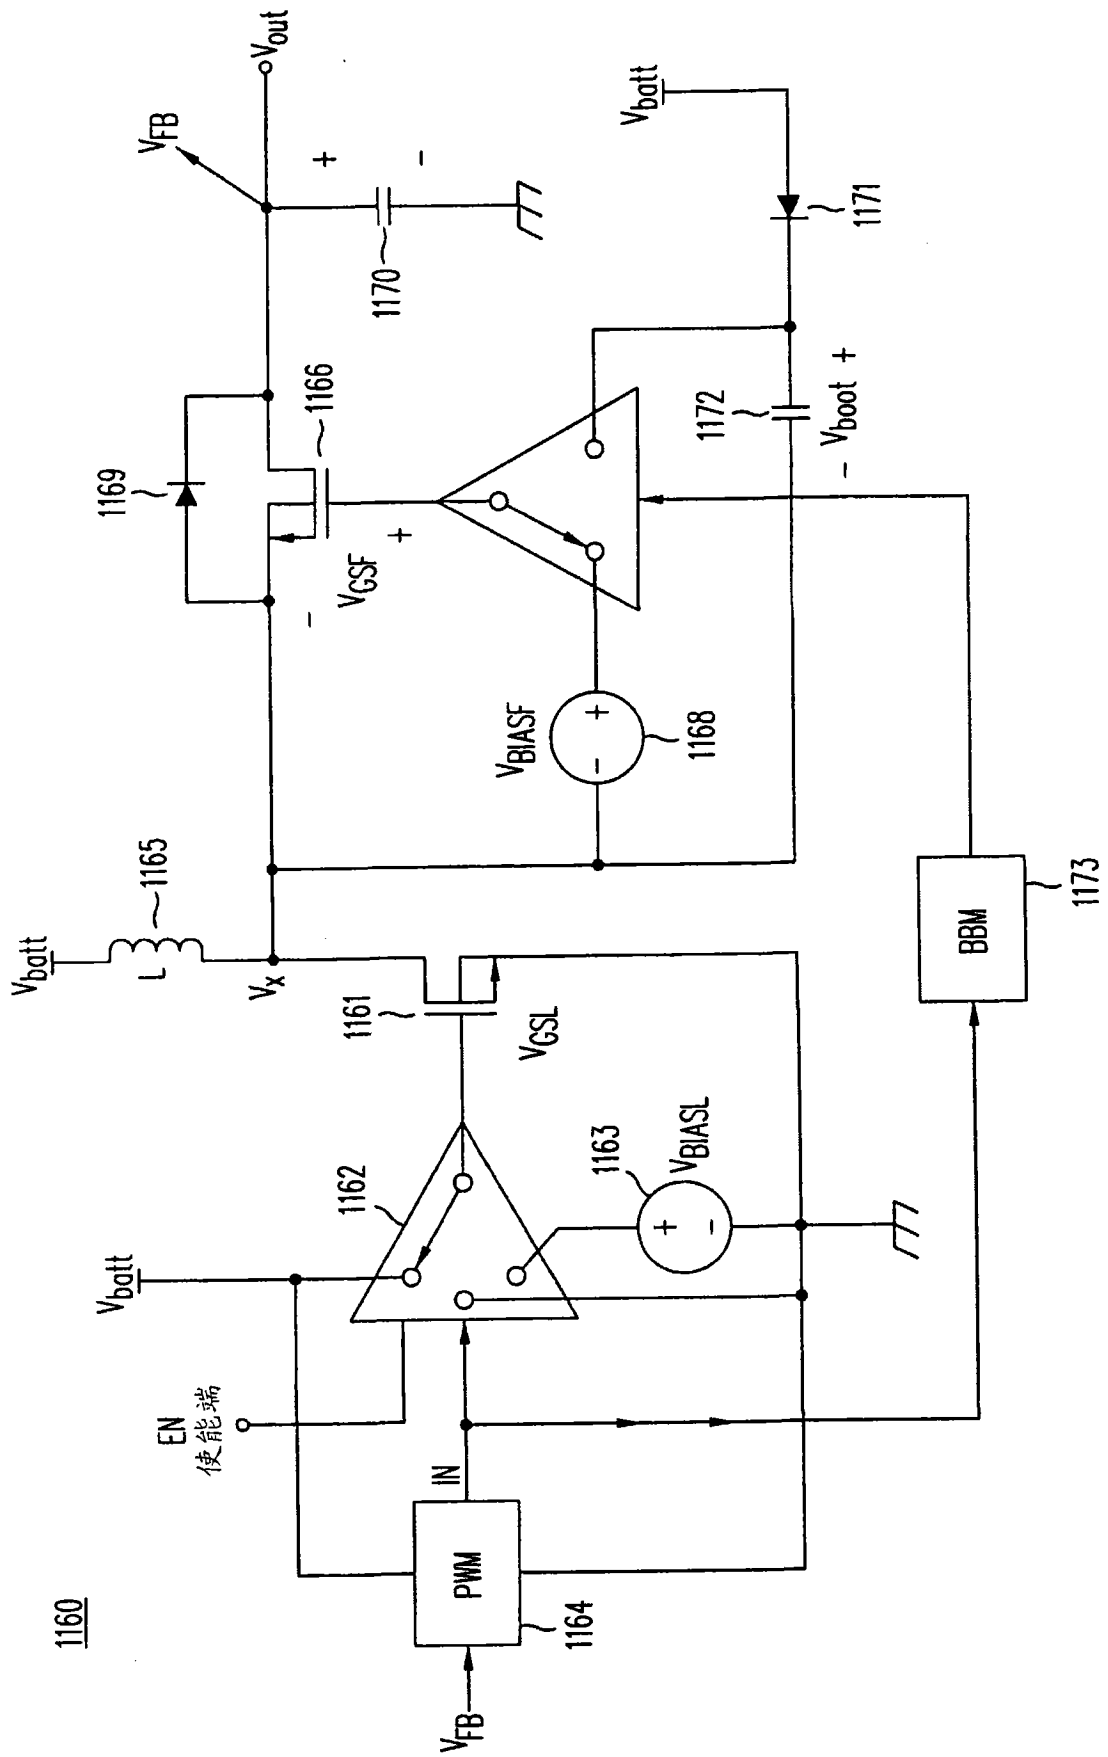 1160
V_batt
EN
使能端
V_FB
PWM
1164
IN
1162
V_batt
L
1165
V_X
1161
V_GSL
1163
V_BIASL
+
-
BBM
1173
V_BIASF
-
+
1168
1169
-
V_GSF
+
1166
1172
- V_boot +
1170
+
-
V_FB
V_out
V_batt
1171